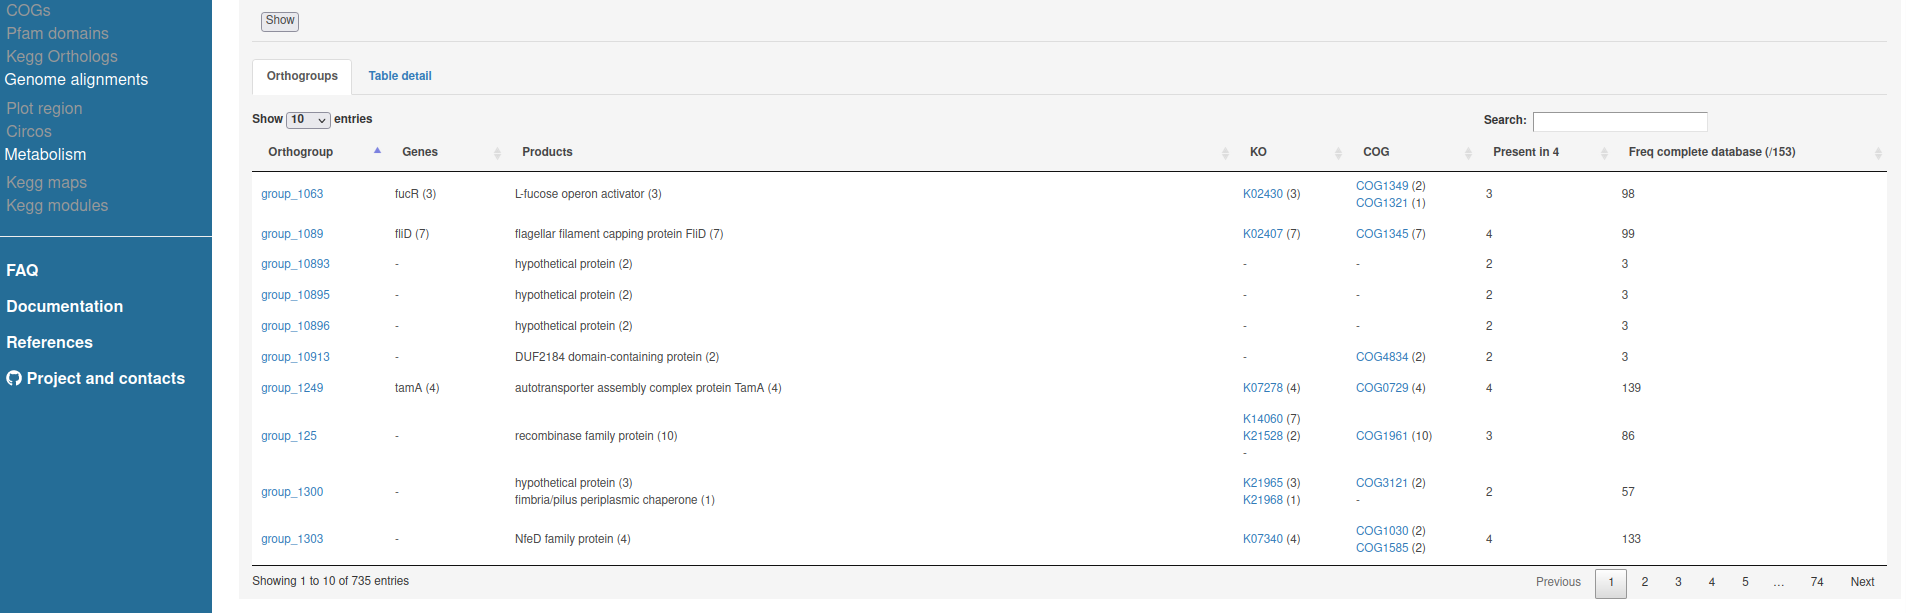 COGs
Pfam domains
Kegg Orthologs
Genome alignments
Plot region
Circos
Metabolism
Kegg maps
Kegg modules
FAQ
Documentation
References
Project and contacts
Show
Orthogroups Table detail
Show 10 entries Search:
Orthogroup Genes Products KO COG Present in 4 Freq complete database (/153)
group_1063 fucR (3) L-fucose operon activator (3) K02430 (3) COG1349 (2) 3 98
COG1321 (1)
group_1089 fliD (7) flagellar filament capping protein FliD (7) K02407 (7) COG1345 (7) 4 99
group_10893 - hypothetical protein (2) - - 2 3
group_10895 - hypothetical protein (2) - - 2 3
group_10896 - hypothetical protein (2) - - 2 3
group_10913 - DUF2184 domain-containing protein (2) - COG4834 (2) 2 3
group_1249 tamA (4) autotransporter assembly complex protein TamA (4) K07278 (4) COG0729 (4) 4 139
K14060 (7)
group_125 - recombinase family protein (10) K21528 (2) COG1961 (10) 3 86
-
hypothetical protein (3) K21965 (3) COG3121 (2)
group_1300 - 2 57
fimbria/pilus periplasmic chaperone (1) K21968 (1) -
COG1030 (2)
group_1303 - NfeD family protein (4) K07340 (4) 4 133
COG1585 (2)
Showing 1 to 10 of 735 entries Previous 1 2 3 4 5 … 74 Next